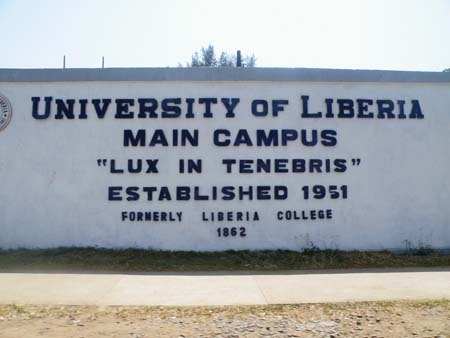 UNIVERSITY OF LIBERIA
MAIN CAMPUS
"LUX IN TENEBRIS"
ESTABLISHED 1951
FORMERLY LIBERIA COLLEGE
1862